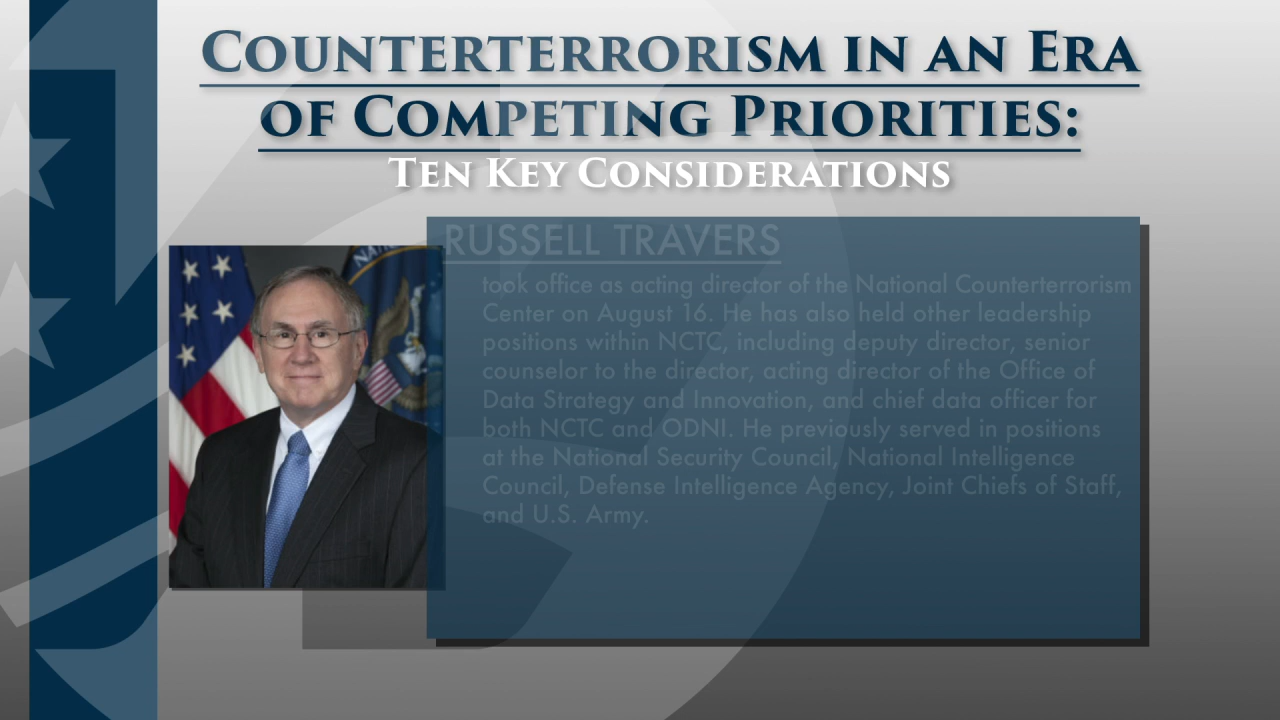 COUNTERTERRORISM IN AN ERA
OF COMPETING PRIORITIES:
TEN KEY CONSIDERATIONS
NATIO
RUSSELL TRAVERS
took office as acting director of the National Counterterrorism
Center on August 16. He has also held other leadership
positions within NCTC, including deputy director, senior
counselor to the director, acting director of the Office of
Data Strategy and Innovation, and chief data officer for
both NCTC and ODNI. He previously served in positions
at the National Security Council, National Intelligence
Council, Defense Intelligence Agency, Joint Chiefs of Staff,
and U.S. Army.